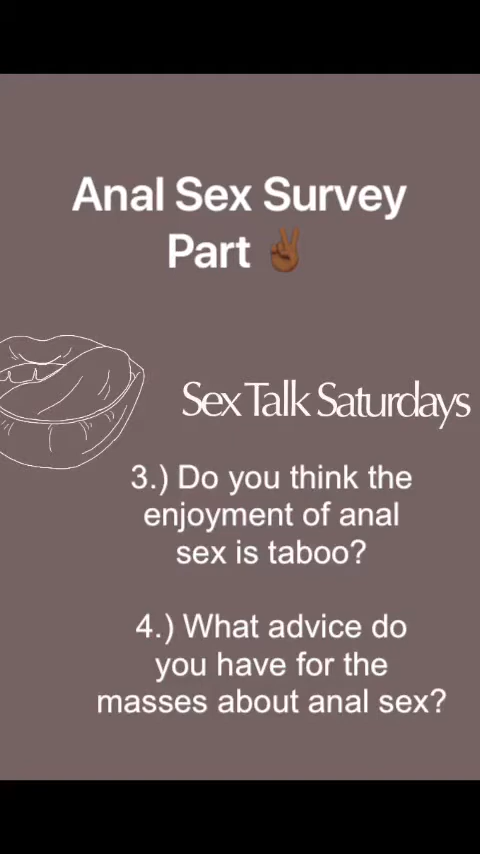 Anal Sex Survey
Part ✌🏾
Sex Talk Saturdays
3.) Do you think the
enjoyment of anal
sex is taboo?
4.) What advice do
you have for the
masses about anal sex?